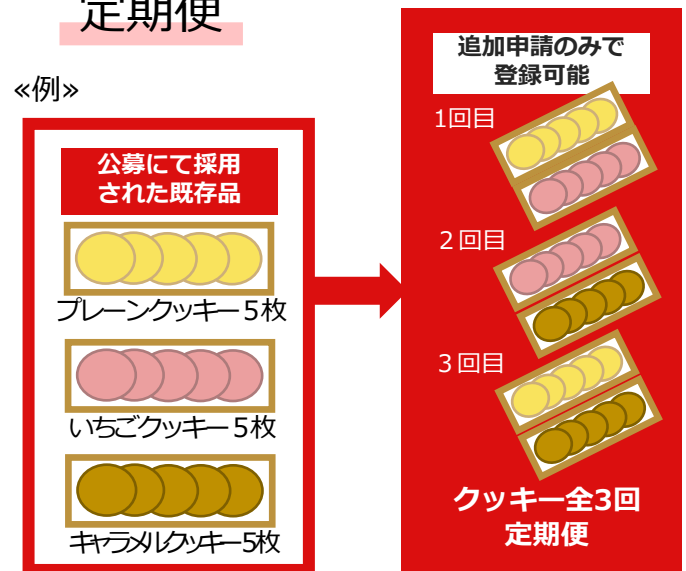 定期便
≪例≫
公募にて採用
された既存品
プレーンクッキー5枚
いちごクッキー5枚
キャラメルクッキー5枚
追加申請のみで
登録可能
1回目
２回目
３回目
クッキー全3回
定期便